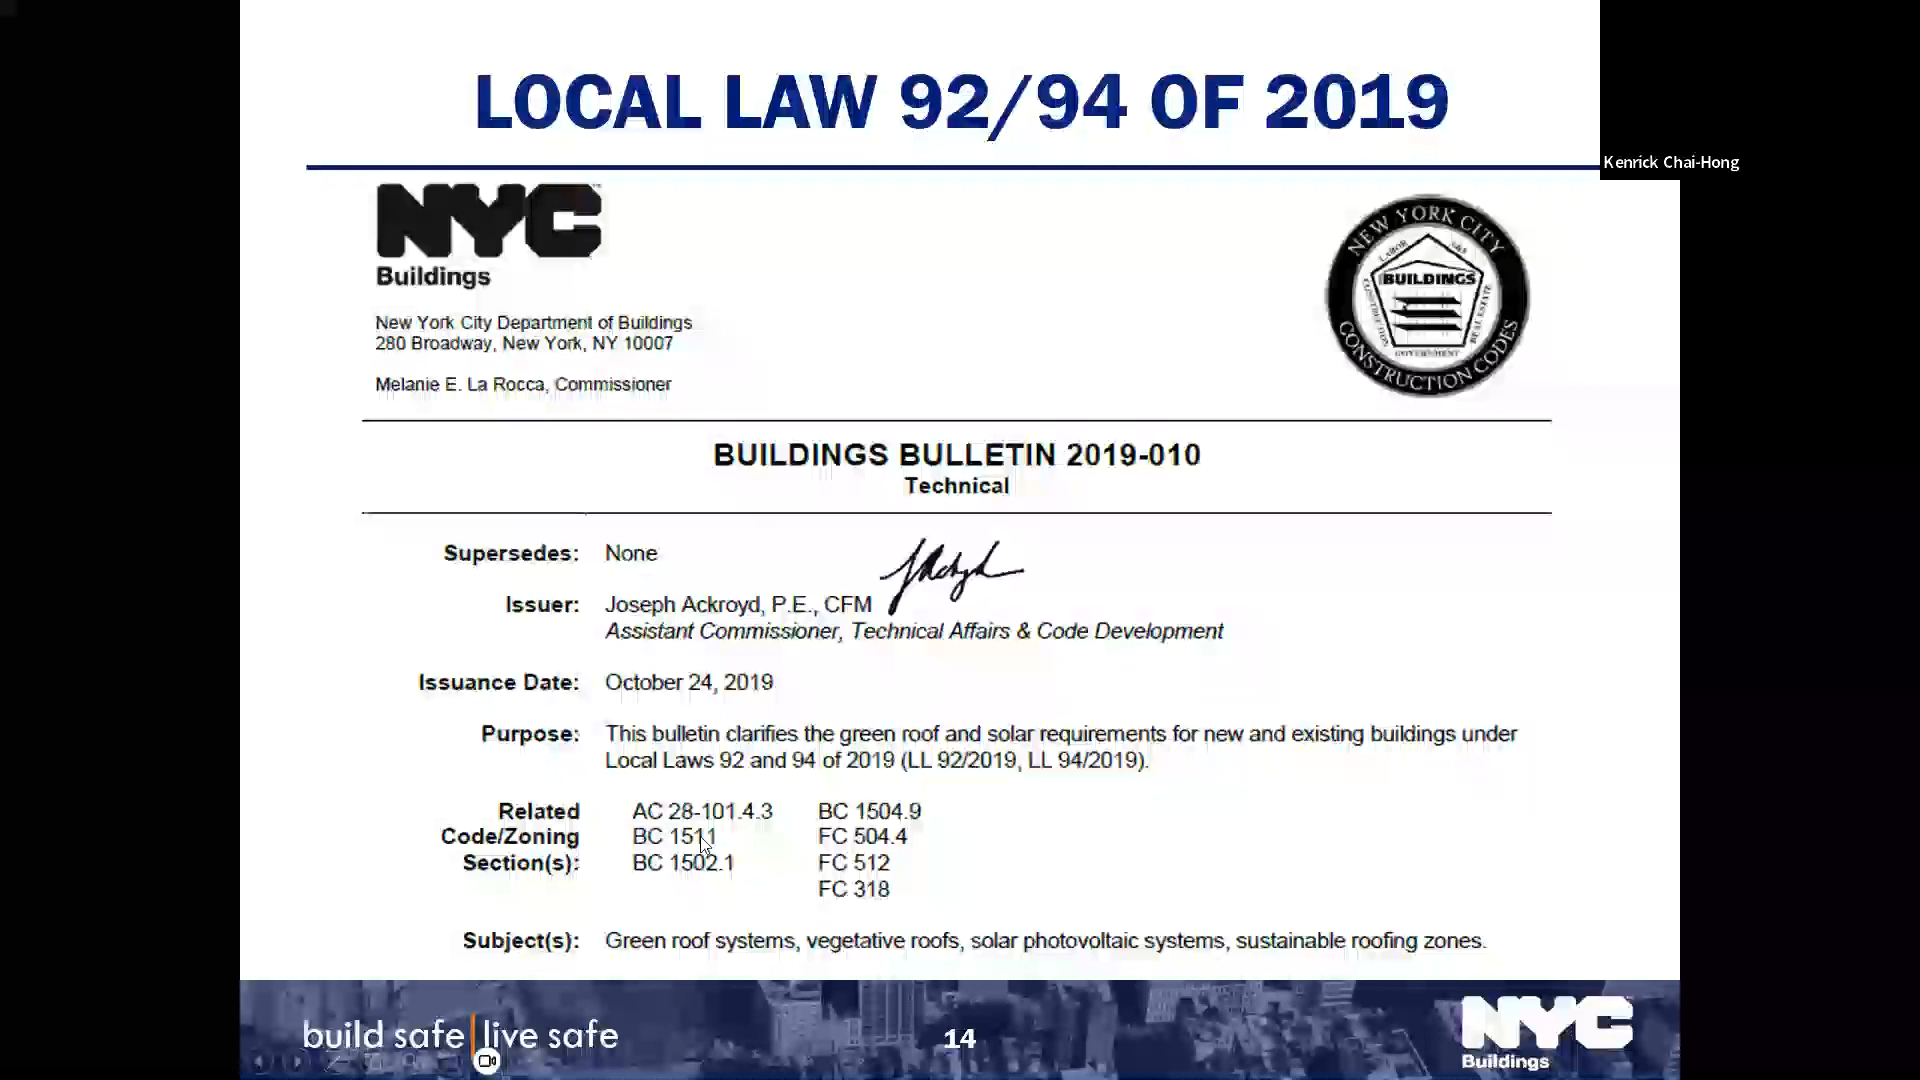 LOCAL LAW 92/94 OF 2019
Kenrick Chai-Hong
NYC
Buildings
New York City Department of Buildings
280 Broadway, New York, NY 10007
Melanie E. La Rocca, Commissioner
NEW YORK CITY
LABOR
BUILDINGS
CONSTRUCTION
REAL ESTATE
GOVERNMENT
CONSTRUCTION CODES
BUILDINGS BULLETIN 2019-010
Technical
Supersedes: None
Issuer: Joseph Ackroyd, P.E., CFM
Assistant Commissioner, Technical Affairs & Code Development
Issuance Date: October 24, 2019
Purpose: This bulletin clarifies the green roof and solar requirements for new and existing buildings under
Local Laws 92 and 94 of 2019 (LL 92/2019, LL 94/2019).
Related AC 28-101.4.3 BC 1504.9
Code/Zoning BC 1511 FC 504.4
Section(s): BC 1502.1 FC 512
FC 318
Subject(s): Green roof systems, vegetative roofs, solar photovoltaic systems, sustainable roofing zones.
build safe live safe
14
NYC
Buildings